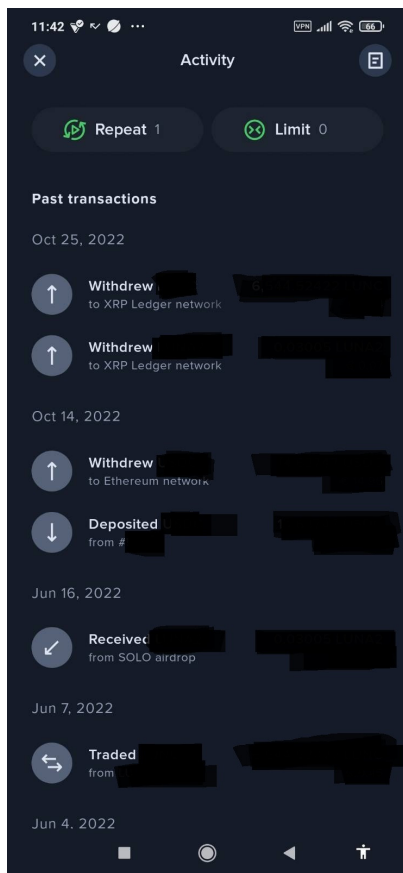 11:42
VPN 66
Activity
Repeat 1
Limit 0
Past transactions
Oct 25, 2022
Withdrew
to XRP Ledger network
Withdrew
to XRP Ledger network
Oct 14, 2022
Withdrew
to Ethereum network
Deposited
from #
Jun 16, 2022
Received
from SOLO airdrop
Jun 7, 2022
Traded
from
Jun 4, 2022